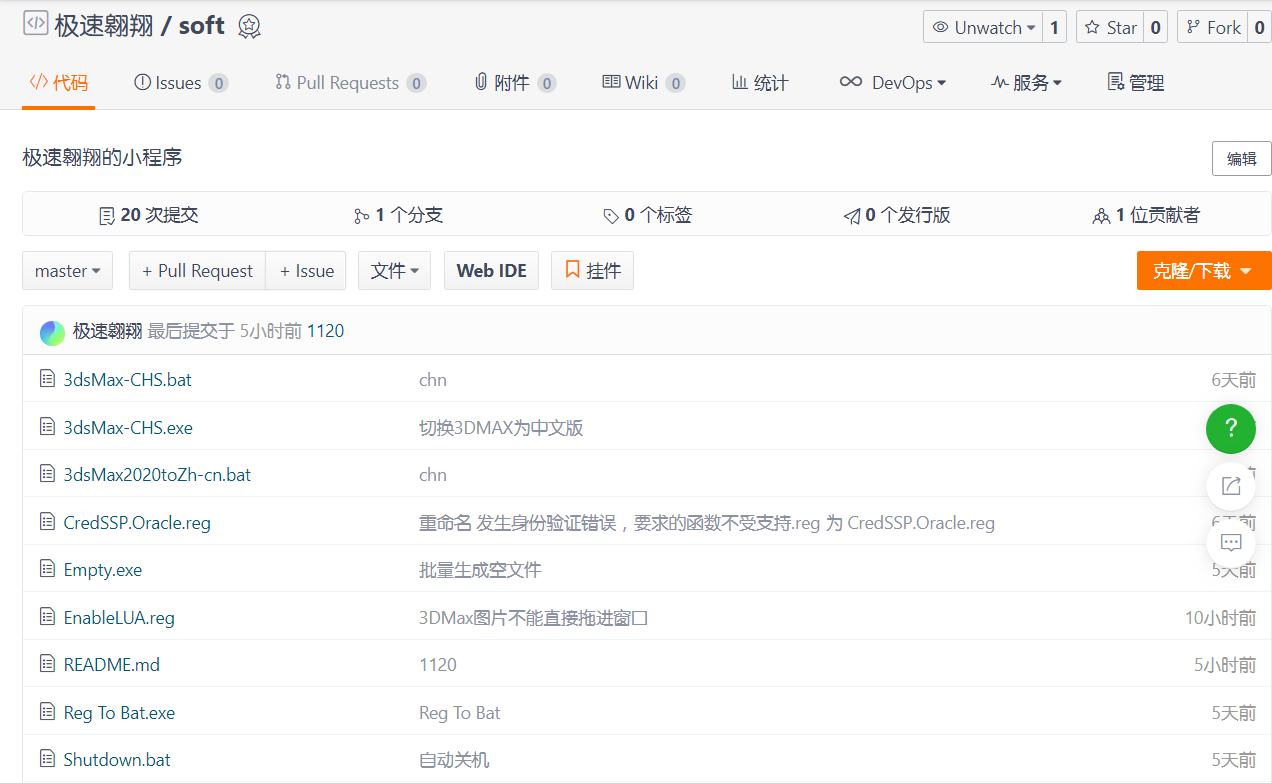 极速翱翔 / soft
Unwatch 1 Star 0 Fork 0
代码 Issues 0 Pull Requests 0 附件 0 Wiki 0 统计 DevOps 服务 管理
极速翱翔的小程序 编辑
20 次提交 1 个分支 0 个标签 0 个发行版 1 位贡献者
master + Pull Request + Issue 文件 Web IDE 挂件 克隆/下载
极速翱翔 最后提交于 5小时前 1120
3dsMax-CHS.bat chn 6天前
3dsMax-CHS.exe 切换3DMAX为中文版
3dsMax2020toZh-cn.bat chn 前
CredSSP.Oracle.reg 重命名 发生身份验证错误，要求的函数不受支持.reg 为 CredSSP.Oracle.reg 6天前
Empty.exe 批量生成空文件 5天前
EnableLUA.reg 3DMax图片不能直接拖进窗口 10小时前
README.md 1120 5小时前
Reg To Bat.exe Reg To Bat 5天前
Shutdown.bat 自动关机 5天前